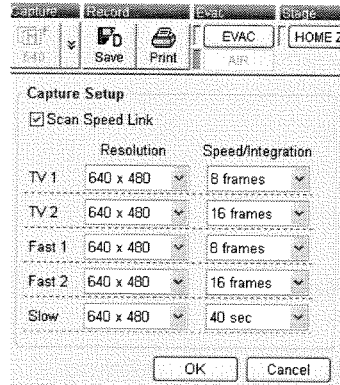 Capture Record Evac Stage
EVAC HOME Z
640 Save Print AIR
Capture Setup
Scan Speed Link
Resolution Speed/Integration
TV 1 640 x 480 8 frames
TV 2 640 x 480 16 frames
Fast 1 640 x 480 8 frames
Fast 2 640 x 480 16 frames
Slow 640 x 480 40 sec
OK Cancel